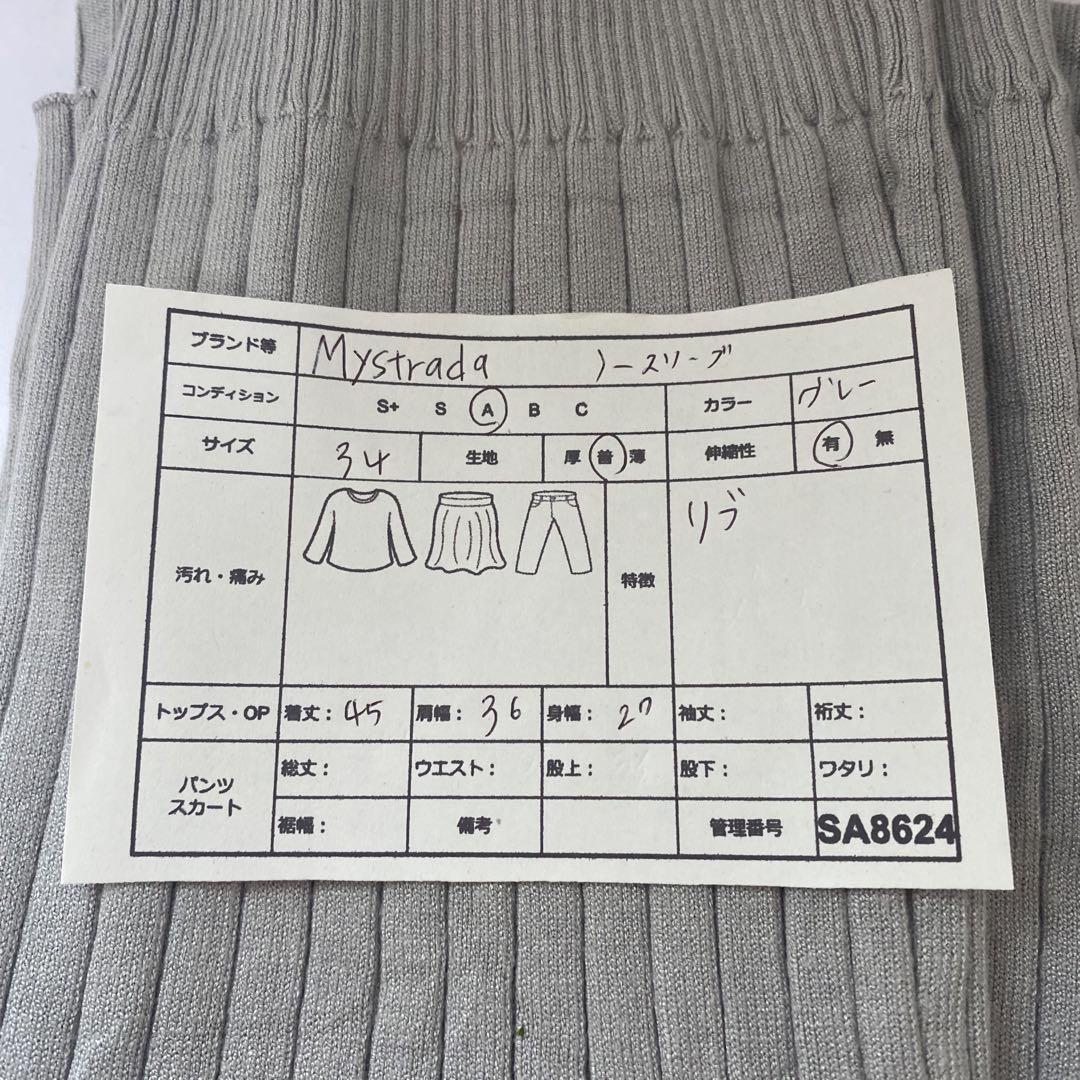 ブランド等 Mystrada ノースリーブ
コンディション S+ S A B C カラー グレー
サイズ 34 生地 厚 普 薄 伸縮性 有 無
汚れ・痛み 特徴 リブ
トップス・OP 着丈：45 肩幅：36 身幅：27 袖丈： 裄丈：
パンツ スカート 総丈： ウエスト： 股上： 股下： ワタリ：
裾幅： 備考 管理番号 SA8624